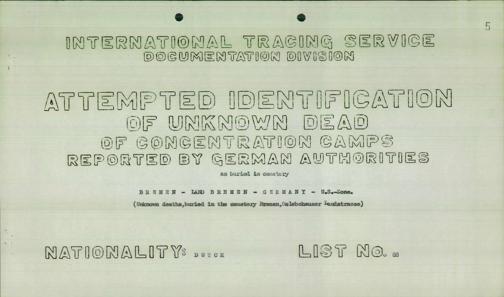 5
INTERNATIONAL TRACING SERVICE
DOCUMENTATION DIVISION
ATTEMPTED IDENTIFICATION
OF UNKNOWN DEAD
OF CONCENTRATION CAMPS
REPORTED BY GERMAN AUTHORITIES
as buried in cemetery
BREMEN - LAND BREMEN - GERMANY - U.S.-Zone.
(Unknown deaths, buried in the cemetery Bremen,
NATIONALITY: DUTCH LIST No.